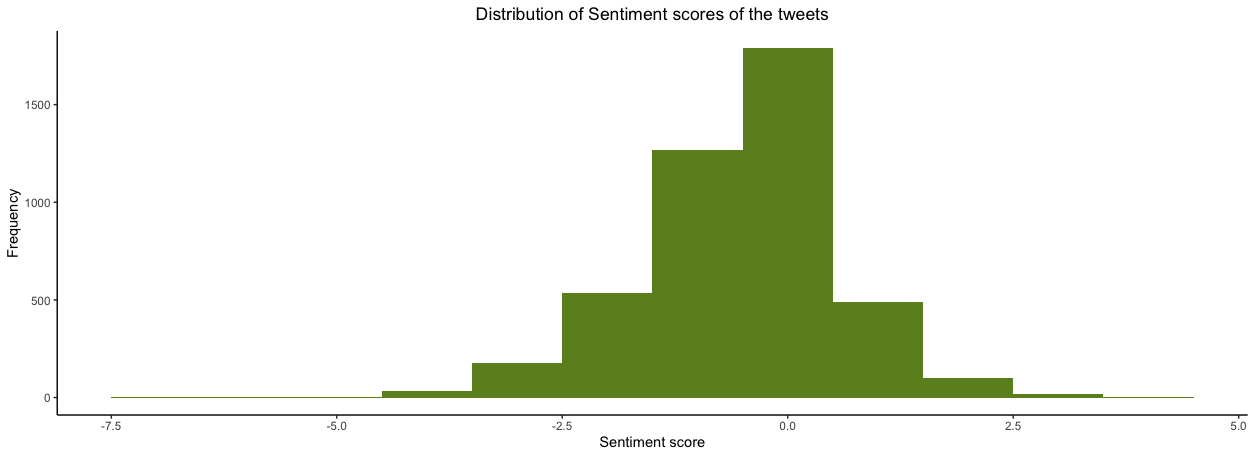 Distribution of Sentiment scores of the tweets
Frequency
1500
1000
500
0
-7.5 -5.0 -2.5 0.0 2.5 5.0
Sentiment score